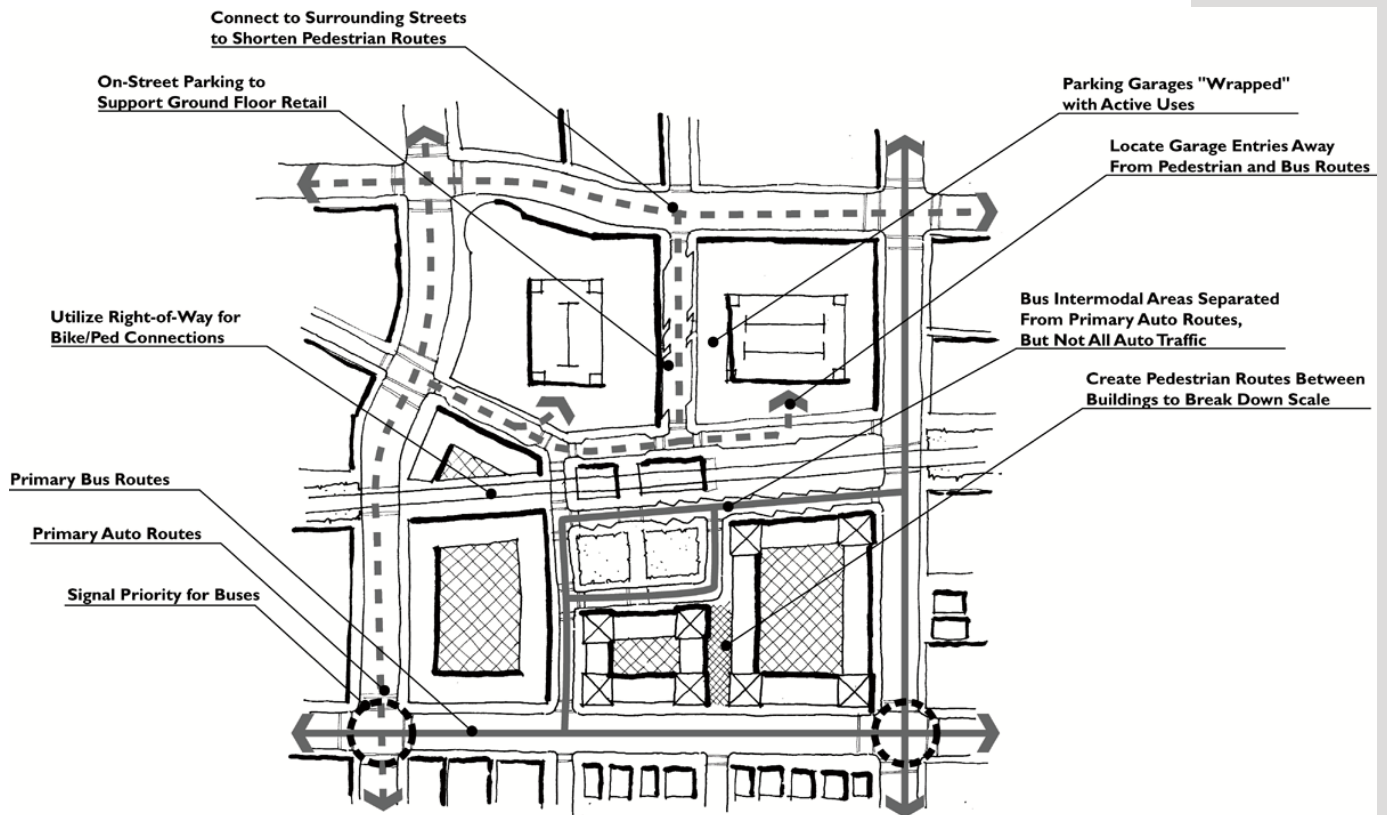 Connect to Surrounding Streets
to Shorten Pedestrian Routes
On-Street Parking to
Support Ground Floor Retail
Parking Garages "Wrapped"
with Active Uses
Locate Garage Entries Away
From Pedestrian and Bus Routes
Utilize Right-of-Way for
Bike/Ped Connections
Bus Intermodal Areas Separated
From Primary Auto Routes,
But Not All Auto Traffic
Create Pedestrian Routes Between
Buildings to Break Down Scale
Primary Bus Routes
Primary Auto Routes
Signal Priority for Buses